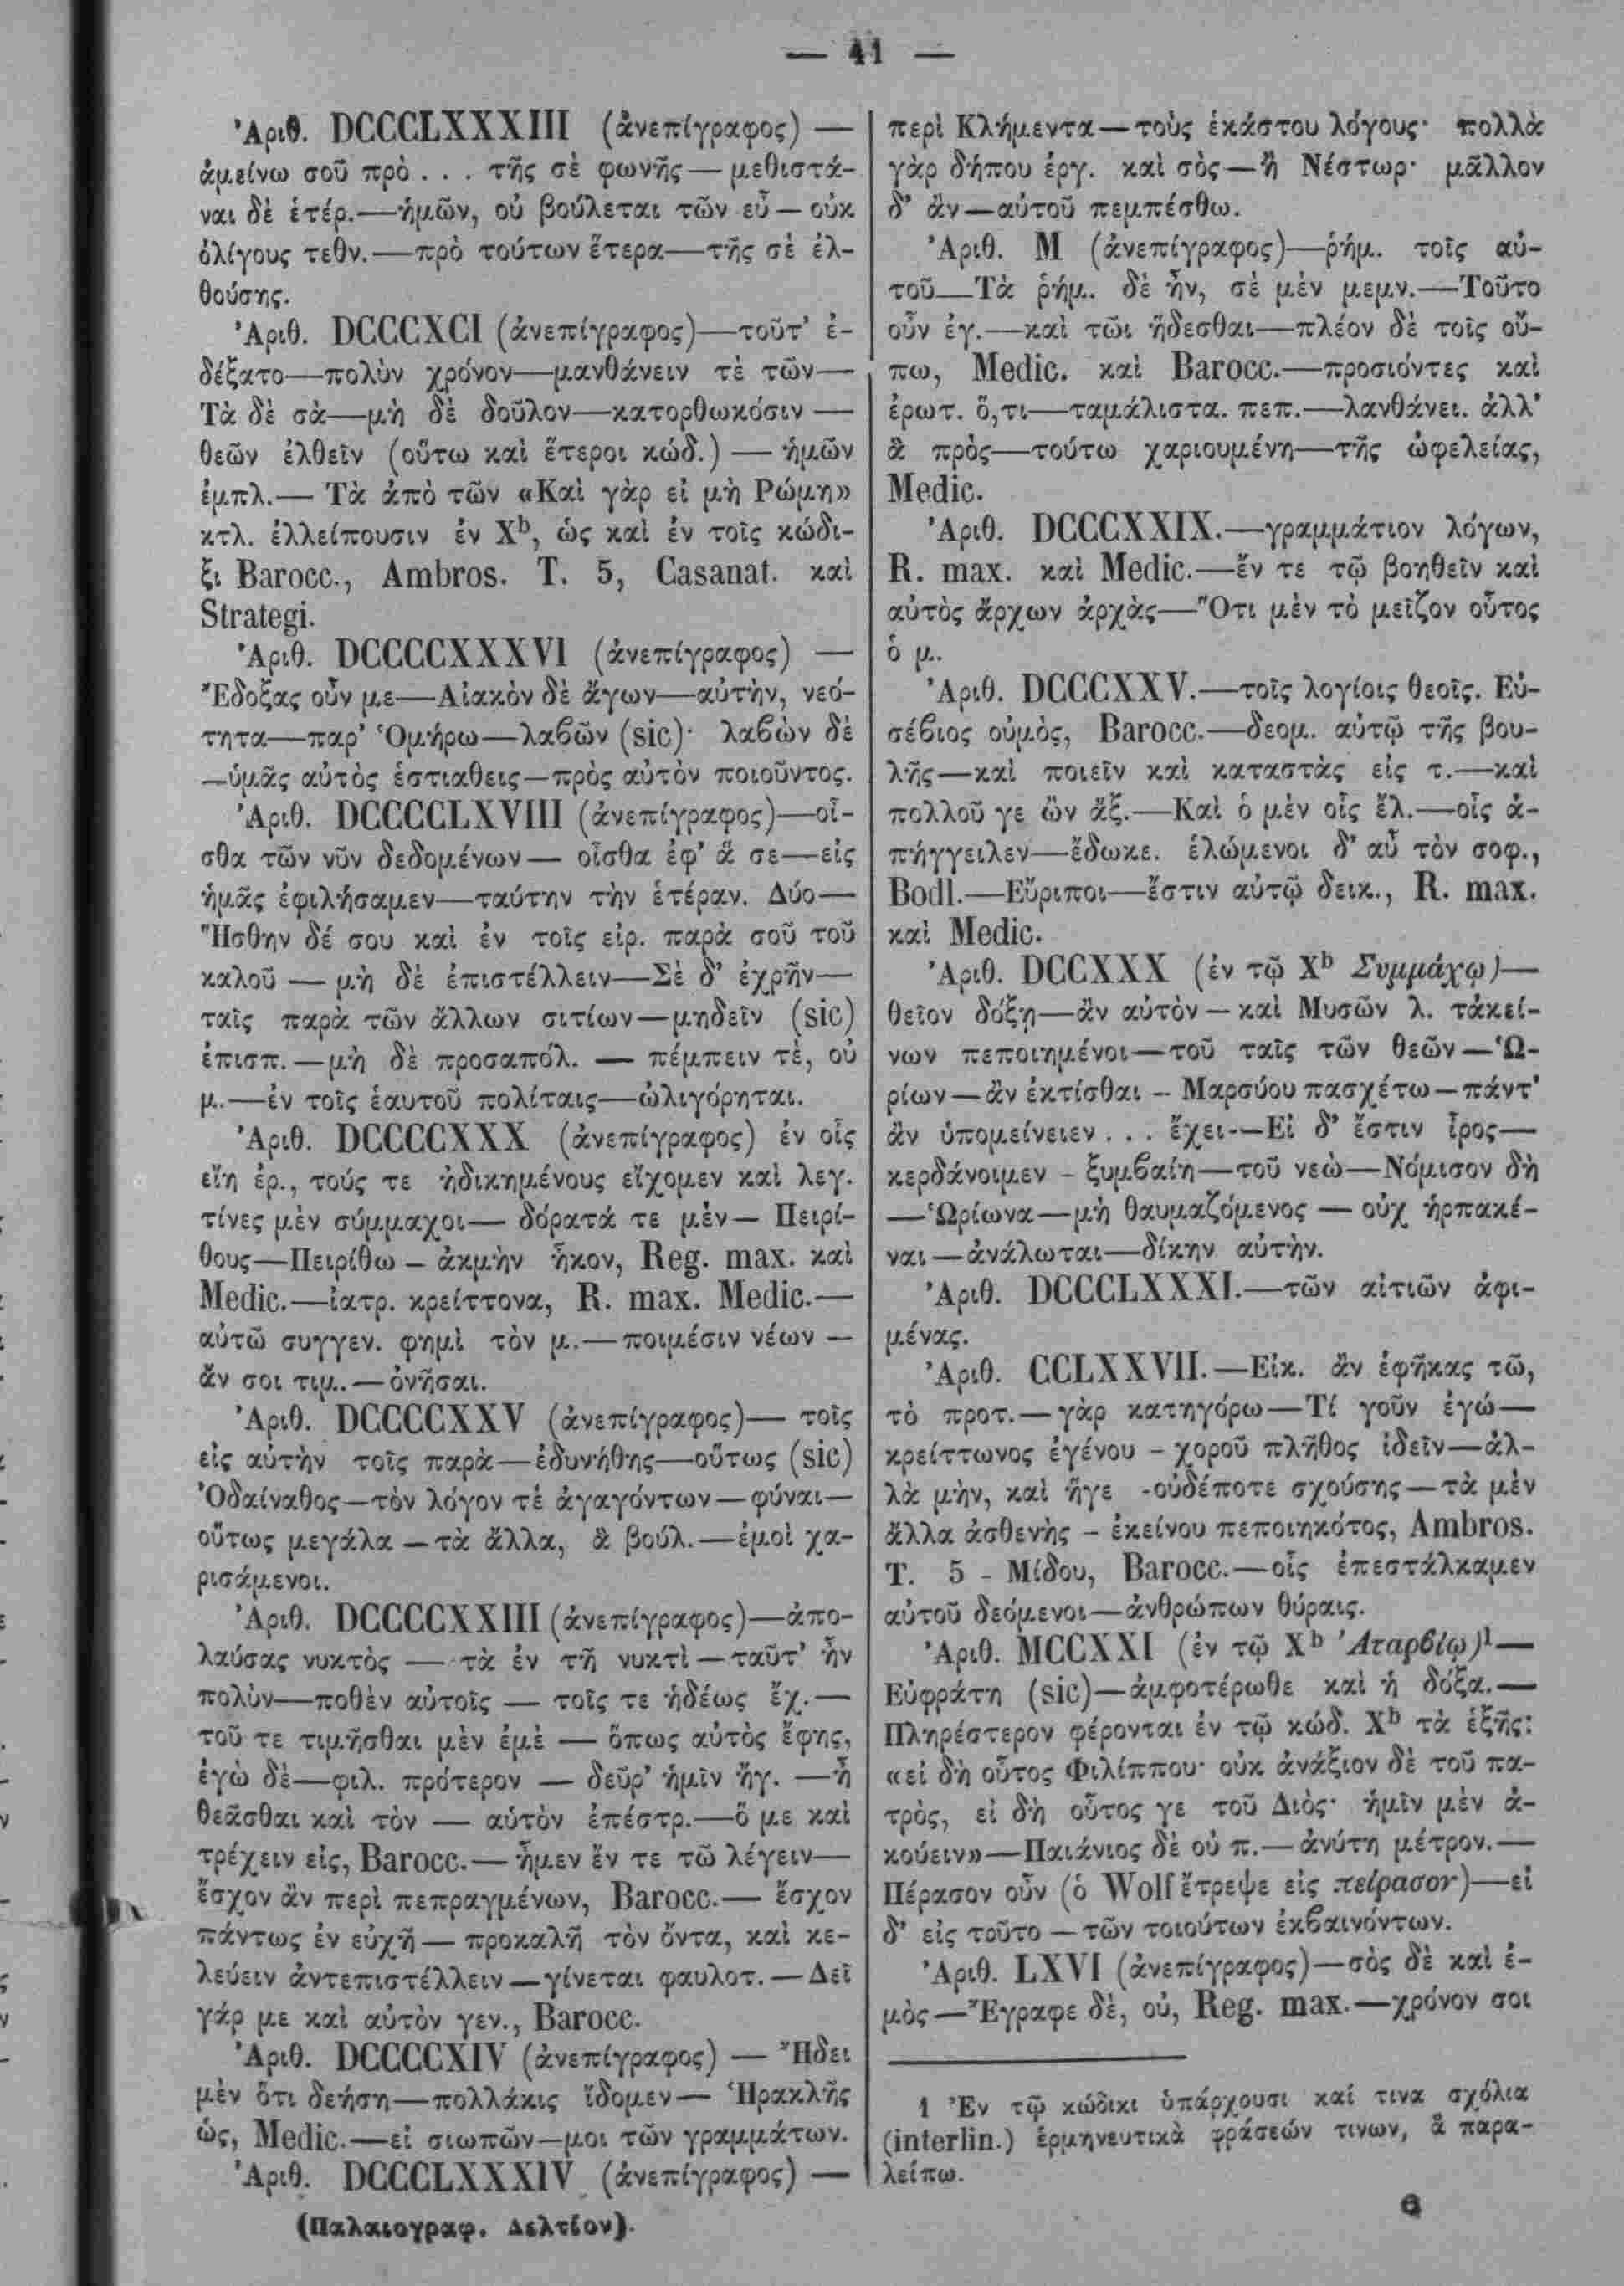 — 41 —
Ἀριθ. DCCCLXXXIII (ἀνεπίγραφος) —
ἀμείνω σοῦ πρὸ . . . τῆς σὲ φωνῆς — μεθιστά-
ναι δὲ ἑτέρ.—ἡμῶν, οὐ βούλεται τῶν εὖ — οὐκ
ὀλίγους τεθν.—πρὸ τούτων ἕτερα—τῆς σὲ ἐλ-
θούσης.
Ἀριθ. DCCCXCI (ἀνεπίγραφος)—τοῦτ’ ἐ-
δέξατο—πολὺν χρόνον—μανθάνειν τὲ τῶν—
Τὰ δὲ σὰ—μὴ δὲ δοῦλον—κατορθωκόσιν —
θεῶν ἐλθεῖν (οὕτω καὶ ἕτεροι κώδ.) — ἡμῶν
ἐμπλ.— Τὰ ἀπὸ τῶν «Καὶ γὰρ εἰ μὴ Ρώμη»
κτλ. ἐλλείπουσιν ἐν Xᵇ, ὡς καὶ ἐν τοῖς κώδι-
ξι Barocc., Ambros. T. 5, Casanat. καὶ
Strategi.
Ἀριθ. DCCCCXXXVI (ἀνεπίγραφος) —
Ἔδοξας οὖν με—Αἰακὸν δὲ ἄγων—αὐτὴν, νεό-
τητα—παρ’ Ὁμήρω—λαβῶν (sic)· λαβὼν δὲ
—ὑμᾶς αὐτὸς ἑστιαθεις—πρὸς αὐτὸν ποιοῦντος.
Ἀριθ. DCCCCLXVIII (ἀνεπίγραφος)—οἶ-
σθα τῶν νῦν δεδομένων— οἶσθα ἐφ’ ἅ σε—εἰς
ἡμᾶς ἐφιλήσαμεν—ταύτην τὴν ἑτέραν. Δύο—
Ἥσθην δέ σου καὶ ἐν τοῖς εἰρ. παρὰ σοῦ τοῦ
καλοῦ — μὴ δὲ ἐπιστέλλειν—Σὲ δ’ ἐχρῆν—
ταῖς παρὰ τῶν ἄλλων σιτίων—μηδεῖν (sic)
ἐπισπ.—μὴ δὲ προσαπόλ. — πέμπειν τὲ, οὐ
μ.—ἐν τοῖς ἑαυτοῦ πολίταις—ὠλιγόρηται.
Ἀριθ. DCCCCXXX (ἀνεπίγραφος) ἐν οἷς
εἴη ἐρ., τούς τε ἠδικημένους εἴχομεν καὶ λεγ.
τίνες μὲν σύμμαχοι— δόρατά τε μὲν— Πειρί-
θους—Πειρίθω — ἀκμὴν ἧκον, Reg. max. καὶ
Medic.—ἰατρ. κρείττονα, R. max. Medic.—
αὐτῶ συγγεν. φημὶ τὸν μ.—ποιμέσιν νέων —
ἄν σοι τιμ.—ὀνῆσαι.
Ἀριθ. DCCCCXXV (ἀνεπίγραφος)— τοῖς
εἰς αὐτὴν τοῖς παρὰ—ἐδυνήθης—οὕτως (sic)
Ὀδαίναθος—τὸν λόγον τὲ ἀγαγόντων—φύναι—
οὕτως μεγάλα —τὰ ἄλλα, ἃ βούλ.—ἐμοὶ χα-
ρισάμενοι.
Ἀριθ. DCCCCXXIII (ἀνεπίγραφος)—ἀπο-
λαύσας νυκτὸς — τὰ ἐν τῆ νυκτὶ — ταῦτ’ ἦν
πολὺν—ποθὲν αὐτοῖς — τοῖς τε ἡδέως ἔχ.—
τοῦ τε τιμῆσθαι μὲν ἐμὲ — ὅπως αὐτὸς ἔφης,
ἐγὼ δὲ—φιλ. πρότερον — δεῦρ’ ἡμῖν ἤγ. —ἦ
θεᾶσθαι καὶ τὸν — αὐτὸν ἐπέστρ.—ὅ με καὶ
τρέχειν εἰς, Barocc.— ἦμεν ἔν τε τῶ λέγειν—
ἔσχον ἂν περὶ πεπραγμένων, Barocc.— ἔσχον
πάντως ἐν εὐχῆ— προκαλῆ τὸν ὄντα, καὶ κε-
λεύειν ἀντεπιστέλλειν—γίνεται φαυλοτ.—Δεῖ
γάρ με καὶ αὐτὸν γεν., Barocc.
Ἀριθ. DCCCCXIV (ἀνεπίγραφος) — Ἤδει
μὲν ὅτι δεήση—πολλάκις ἴδομεν— Ἡρακλῆς
ὡς, Medic.—εἰ σιωπῶν—μοι τῶν γραμμάτων.
Ἀριθ. DCCCLXXXIV (ἀνεπίγραφος) —
(Παλαιογραφ. Δελτίον).
περὶ Κλήμεντα—τοὺς ἑκάστου λόγους· πολλὰ
γὰρ δήπου ἐργ. καὶ σὸς—ἢ Νέστωρ· μᾶλλον
δ’ ἂν—αὐτοῦ πεμπέσθω.
Ἀριθ. M (ἀνεπίγραφος)—ῥήμ. τοῖς αὐ-
τοῦ—Τὰ ῥήμ. δὲ ἦν, σὲ μὲν μεμν.—Τοῦτο
οὖν ἐγ.—καὶ τῶι ἥδεσθαι—πλέον δὲ τοῖς οὔ-
πω, Medic. καὶ Barocc.—προσιόντες καὶ
ἐρωτ. ὅ,τι—ταμάλιστα. πεπ.—λανθάνει. ἀλλ’
ἃ πρὸς—τούτω χαριουμένη—τῆς ὠφελείας,
Medic.
Ἀριθ. DCCCXXIX.—γραμμάτιον λόγων,
R. max. καὶ Medic.—ἔν τε τῷ βοηθεῖν καὶ
αὐτὸς ἄρχων ἀρχὰς—Ὅτι μὲν τὸ μεῖζον οὗτος
ὁ μ.
Ἀριθ. DCCCXXV.—τοῖς λογίοις θεοῖς. Εὐ-
σέβιος οὑμὸς, Barocc.—δεομ. αὐτῷ τῆς βου-
λῆς—καὶ ποιεῖν καὶ καταστὰς εἰς τ.—καὶ
πολλοῦ γε ὢν ἄξ.—Καὶ ὁ μὲν οἷς ἔλ.—οἷς ἀ-
πήγγειλεν—ἔδωκε. ἑλώμενοι δ’ αὖ τὸν σοφ.,
Bodl.—Εὔριποι—ἔστιν αὐτῷ δεικ., R. max.
καὶ Medic.
Ἀριθ. DCCXXX (ἐν τῷ Xᵇ Συμμάχῳ)—
θεῖον δόξῃ—ἂν αὐτὸν — καὶ Μυσῶν λ. τἀκεί-
νων πεποιημένοι—τοῦ ταῖς τῶν θεῶν—Ὠ-
ρίων—ἂν ἐκτίσθαι — Μαρσύου πασχέτω—πάντ’
ἂν ὑπομείνειεν . . . ἔχει—Εἰ δ’ ἔστιν ἶρος—
κερδάνοιμεν - ξυμβαίη—τοῦ νεὼ—Νόμισον δὴ
—Ὠρίωνα—μὴ θαυμαζόμενος — οὐχ ἡρπακέ-
ναι—ἀνάλωται—δίκην αὐτὴν.
Ἀριθ. DCCCLXXXI.—τῶν αἰτιῶν ἀφι-
μένας.
Ἀριθ. CCLXXVII.—Εἰκ. ἂν ἐφῆκας τῶ,
τὸ προτ.—γὰρ κατηγόρω—Τί γοῦν ἐγώ—
κρείττωνος ἐγένου - χοροῦ πλῆθος ἰδεῖν—ἀλ-
λὰ μὴν, καὶ ἥγε -οὐδέποτε σχούσης—τὰ μὲν
ἄλλα ἀσθενὴς - ἐκείνου πεποιηκότος, Ambros.
T. 5 - Μίδου, Barocc.—οἷς ἐπεστάλκαμεν
αὐτοῦ δεόμενοι—ἀνθρώπων θύραις.
Ἀριθ. MCCXXI (ἐν τῷ Xᵇ Ἀταρβίῳ)¹—
Εὐφράτη (sic)—ἀμφοτέρωθε καὶ ἡ δόξα.—
Πληρέστερον φέρονται ἐν τῷ κώδ. Xᵇ τὰ ἑξῆς:
«εἰ δὴ οὗτος Φιλίππου· οὐκ ἀνάξιον δὲ τοῦ πα-
τρὸς, εἰ δὴ οὗτος γε τοῦ Διὸς· ἡμῖν μὲν ἀ-
κούειν»—Παιάνιος δὲ οὐ π.—ἀνύτη μέτρον.—
Πέρασον οὖν (ὁ Wolf ἔτρεψε εἰς πείρασον)—εἰ
δ’ εἰς τοῦτο — τῶν τοιούτων ἐκβαινόντων.
Ἀριθ. LXVI (ἀνεπίγραφος)—σὸς δὲ καὶ ἐ-
μὸς—Ἔγραφε δὲ, οὐ, Reg. max.—χρόνον σοι
1 Ἐν τῷ κώδικι ὑπάρχουσι καί τινα σχόλια
(interlin.) ἑρμηνευτικὰ φράσεών τινων, ἃ παρα-
λείπω.
6